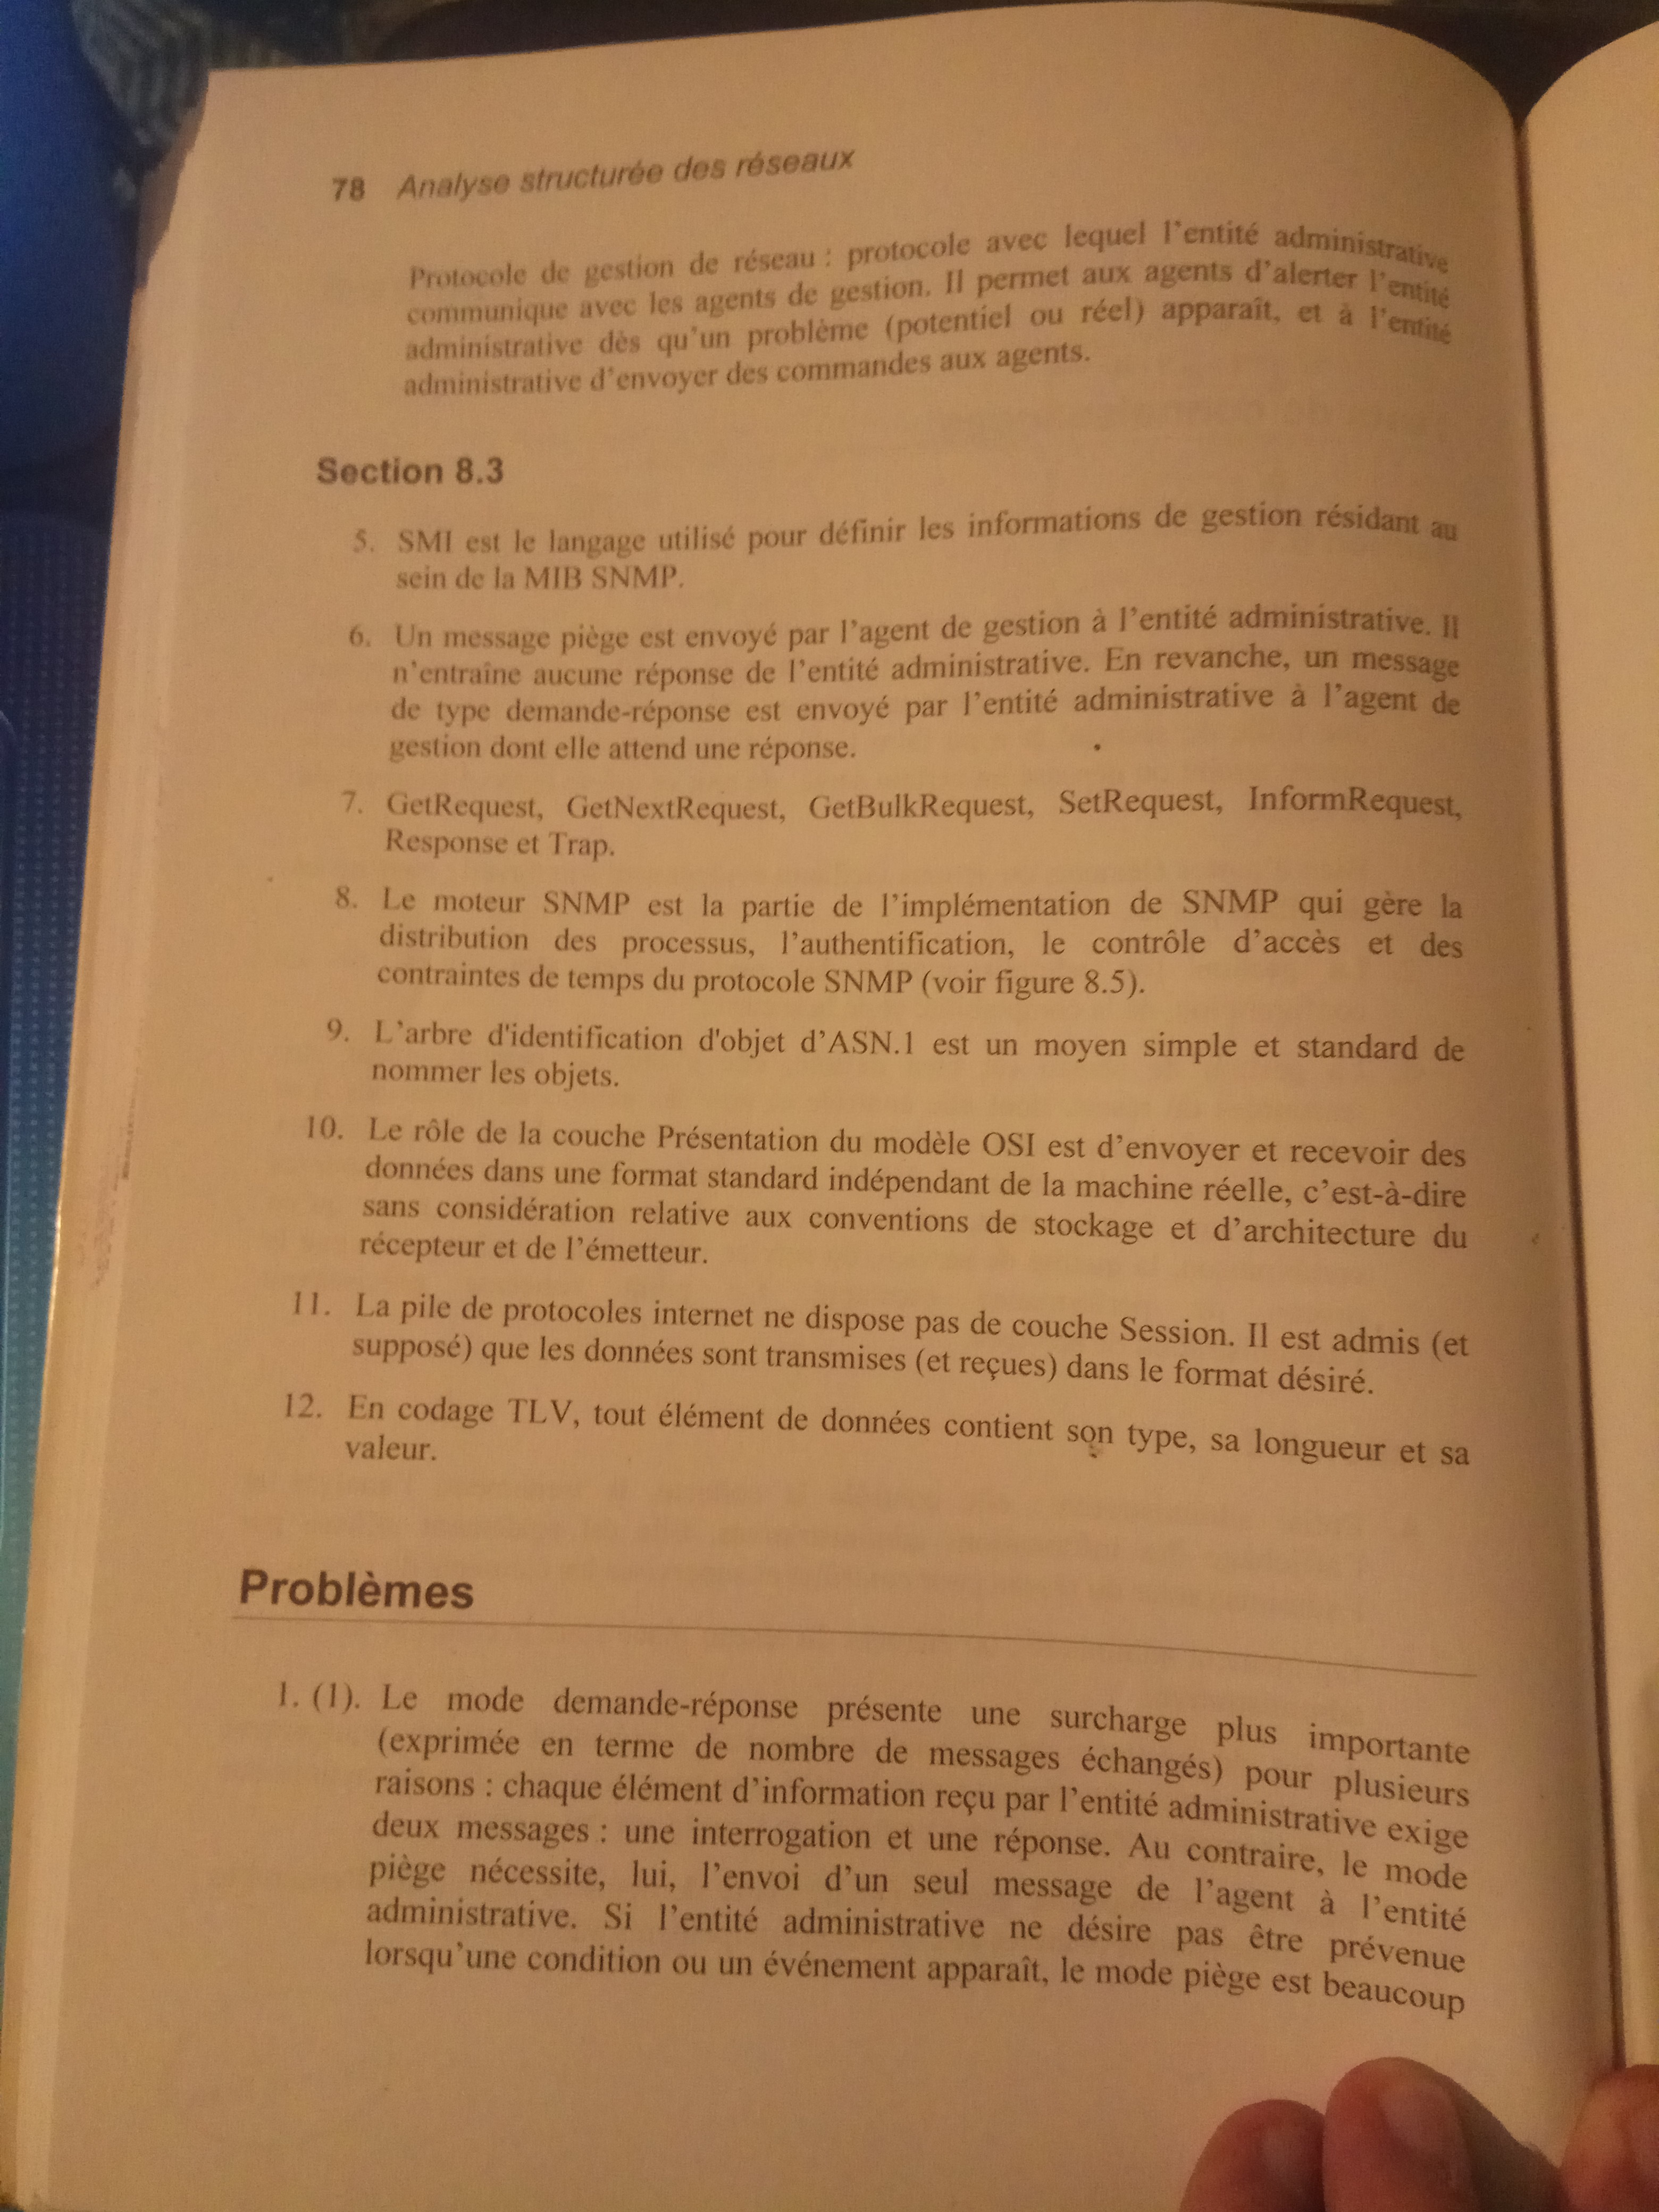 78 Analyse structurée des réseaux
Protocole de gestion de réseau : protocole avec lequel l'entité administrative
communique avec les agents de gestion. Il permet aux agents d'alerter l'entité
administrative dès qu'un problème (potentiel ou réel) apparaît, et à l'entité
administrative d'envoyer des commandes aux agents.
Section 8.3
5. SMI est le langage utilisé pour définir les informations de gestion résidant au
sein de la MIB SNMP.
6. Un message piège est envoyé par l'agent de gestion à l'entité administrative. Il
n'entraîne aucune réponse de l'entité administrative. En revanche, un message
de type demande-réponse est envoyé par l'entité administrative à l'agent de
gestion dont elle attend une réponse.
7. GetRequest, GetNextRequest, GetBulkRequest, SetRequest, InformRequest,
Response et Trap.
8. Le moteur SNMP est la partie de l'implémentation de SNMP qui gère la
distribution des processus, l'authentification, le contrôle d'accès et des
contraintes de temps du protocole SNMP (voir figure 8.5).
9. L'arbre d'identification d'objet d'ASN.1 est un moyen simple et standard de
nommer les objets.
10. Le rôle de la couche Présentation du modèle OSI est d'envoyer et recevoir des
données dans une format standard indépendant de la machine réelle, c'est-à-dire
sans considération relative aux conventions de stockage et d'architecture du
récepteur et de l'émetteur.
11. La pile de protocoles internet ne dispose pas de couche Session. Il est admis (et
supposé) que les données sont transmises (et reçues) dans le format désiré.
12. En codage TLV, tout élément de données contient son type, sa longueur et sa
valeur.
Problèmes
1. (1). Le mode demande-réponse présente une surcharge plus importante
(exprimée en terme de nombre de messages échangés) pour plusieurs
raisons : chaque élément d'information reçu par l'entité administrative exige
deux messages : une interrogation et une réponse. Au contraire, le mode
piège nécessite, lui, l'envoi d'un seul message de l'agent à l'entité
administrative. Si l'entité administrative ne désire pas être prévenue
lorsqu'une condition ou un événement apparaît, le mode piège est beaucoup